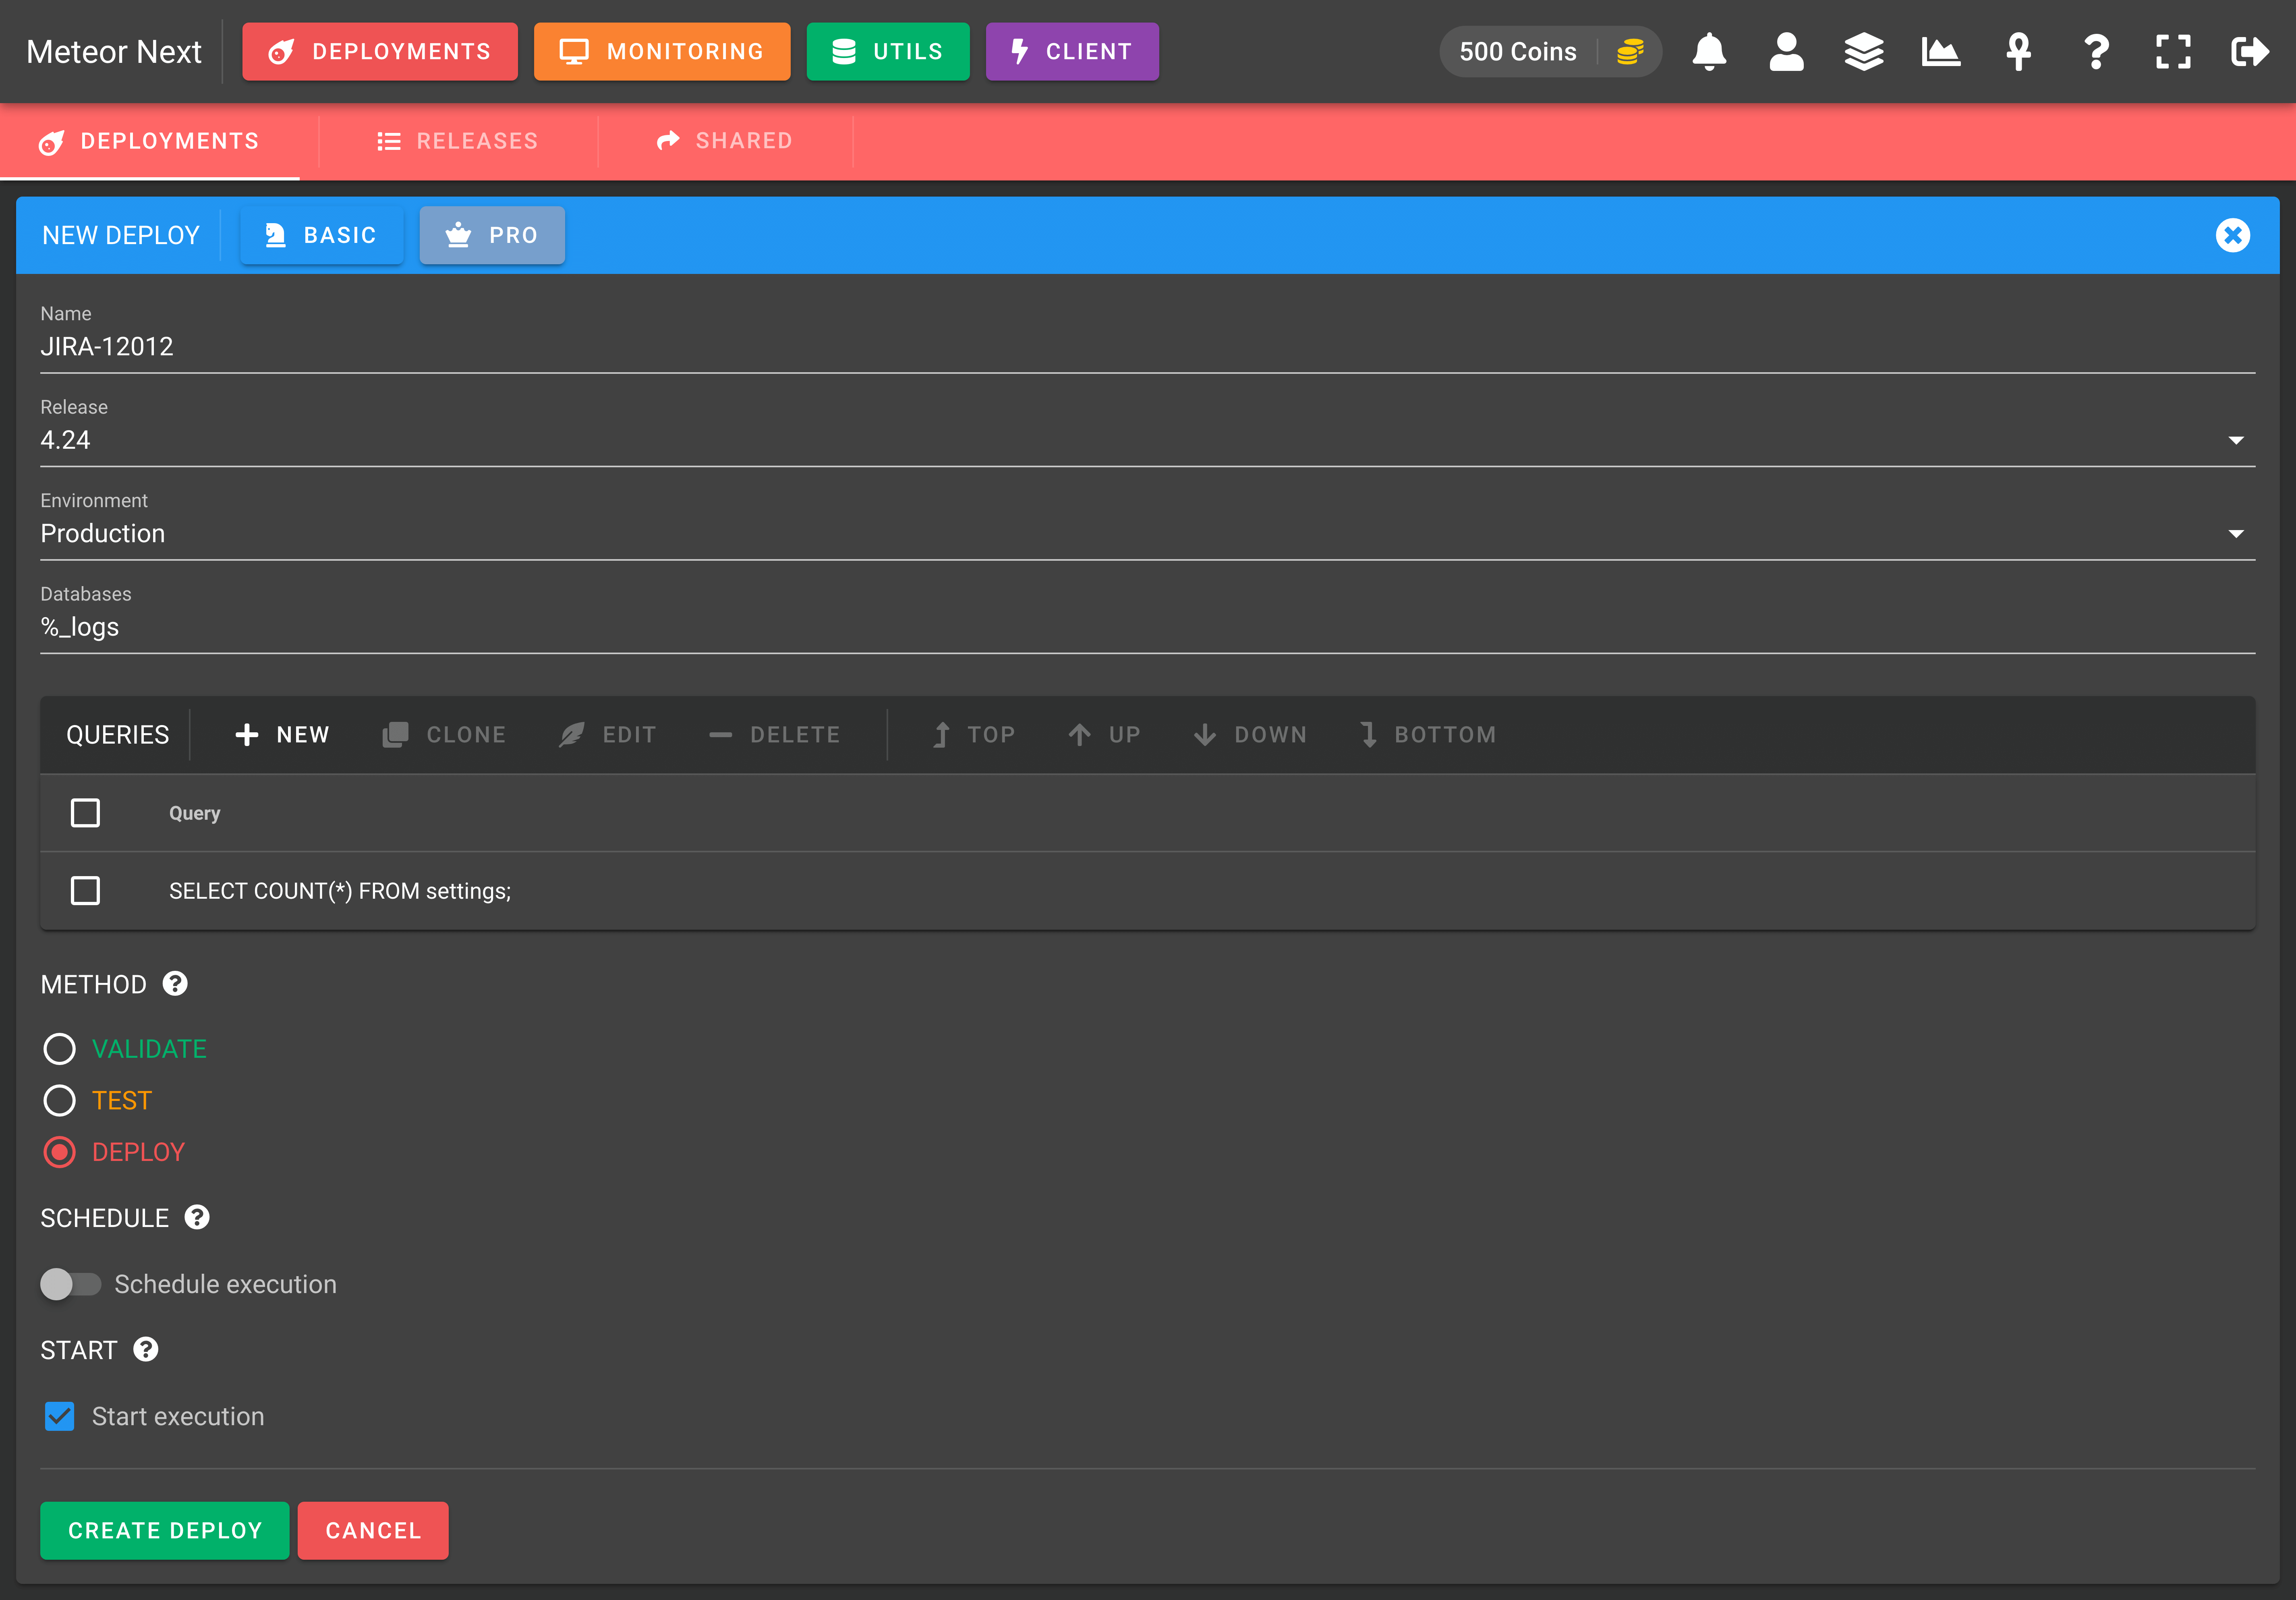 Meteor Next DEPLOYMENTS MONITORING UTILS CLIENT 500 Coins
DEPLOYMENTS RELEASES SHARED
NEW DEPLOY BASIC PRO
Name
JIRA-12012
Release
4.24
Environment
Production
Databases
%_logs
QUERIES NEW CLONE EDIT DELETE TOP UP DOWN BOTTOM
Query
SELECT COUNT(*) FROM settings;
METHOD
VALIDATE
TEST
DEPLOY
SCHEDULE
Schedule execution
START
Start execution
CREATE DEPLOY CANCEL